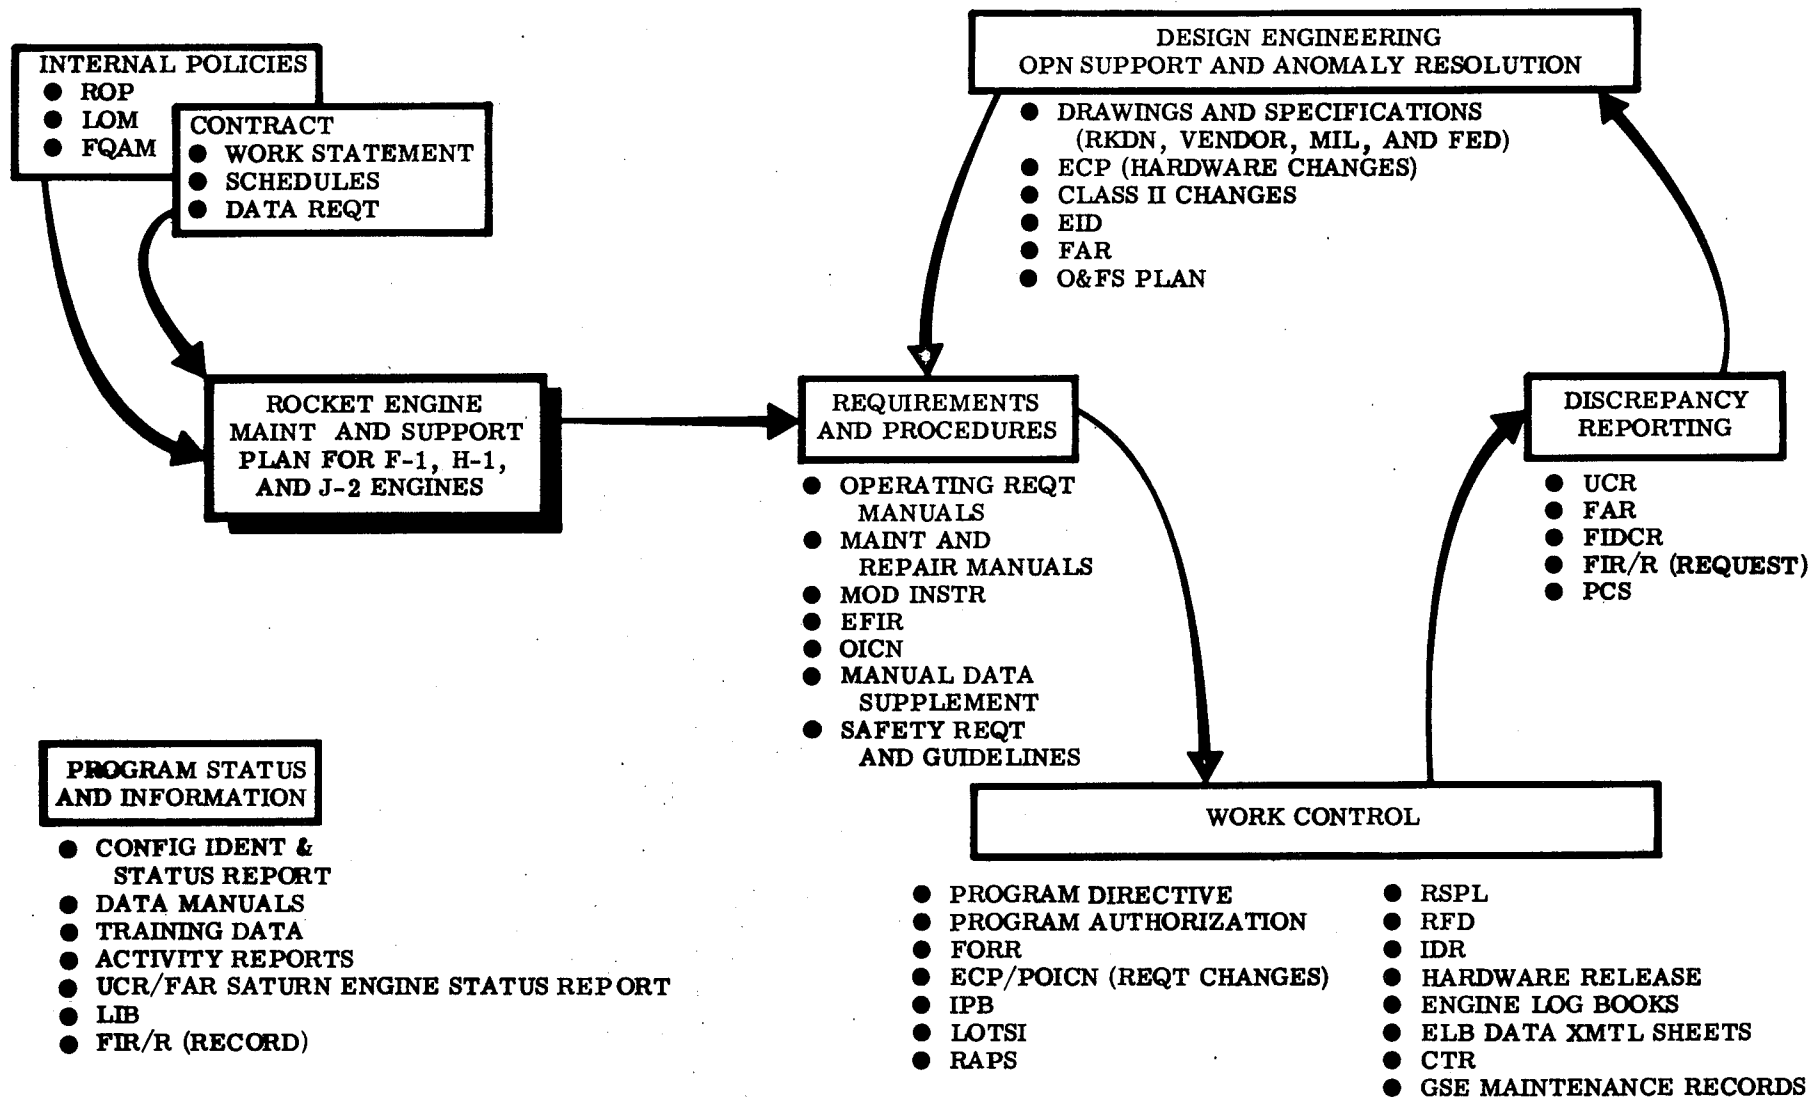 INTERNAL POLICIES
● ROP
● LOM
● FQAM
CONTRACT
● WORK STATEMENT
● SCHEDULES
● DATA REQT
DESIGN ENGINEERING
OPN SUPPORT AND ANOMALY RESOLUTION
● DRAWINGS AND SPECIFICATIONS
(RKDN, VENDOR, MIL, AND FED)
● ECP (HARDWARE CHANGES)
● CLASS II CHANGES
● EID
● FAR
● O&FS PLAN
ROCKET ENGINE
MAINT AND SUPPORT
PLAN FOR F-1, H-1,
AND J-2 ENGINES
REQUIREMENTS
AND PROCEDURES
● OPERATING REQT
MANUALS
● MAINT AND
REPAIR MANUALS
● MOD INSTR
● EFIR
● OICN
● MANUAL DATA
SUPPLEMENT
● SAFETY REQT
AND GUIDELINES
DISCREPANCY
REPORTING
● UCR
● FAR
● FIDCR
● FIR/R (REQUEST)
● PCS
PROGRAM STATUS
AND INFORMATION
● CONFIG IDENT &
STATUS REPORT
● DATA MANUALS
● TRAINING DATA
● ACTIVITY REPORTS
● UCR/FAR SATURN ENGINE STATUS REPORT
● LIB
● FIR/R (RECORD)
WORK CONTROL
● PROGRAM DIRECTIVE
● PROGRAM AUTHORIZATION
● FORR
● ECP/POICN (REQT CHANGES)
● IPB
● LOTSI
● RAPS
● RSPL
● RFD
● IDR
● HARDWARE RELEASE
● ENGINE LOG BOOKS
● ELB DATA XMTL SHEETS
● CTR
● GSE MAINTENANCE RECORDS